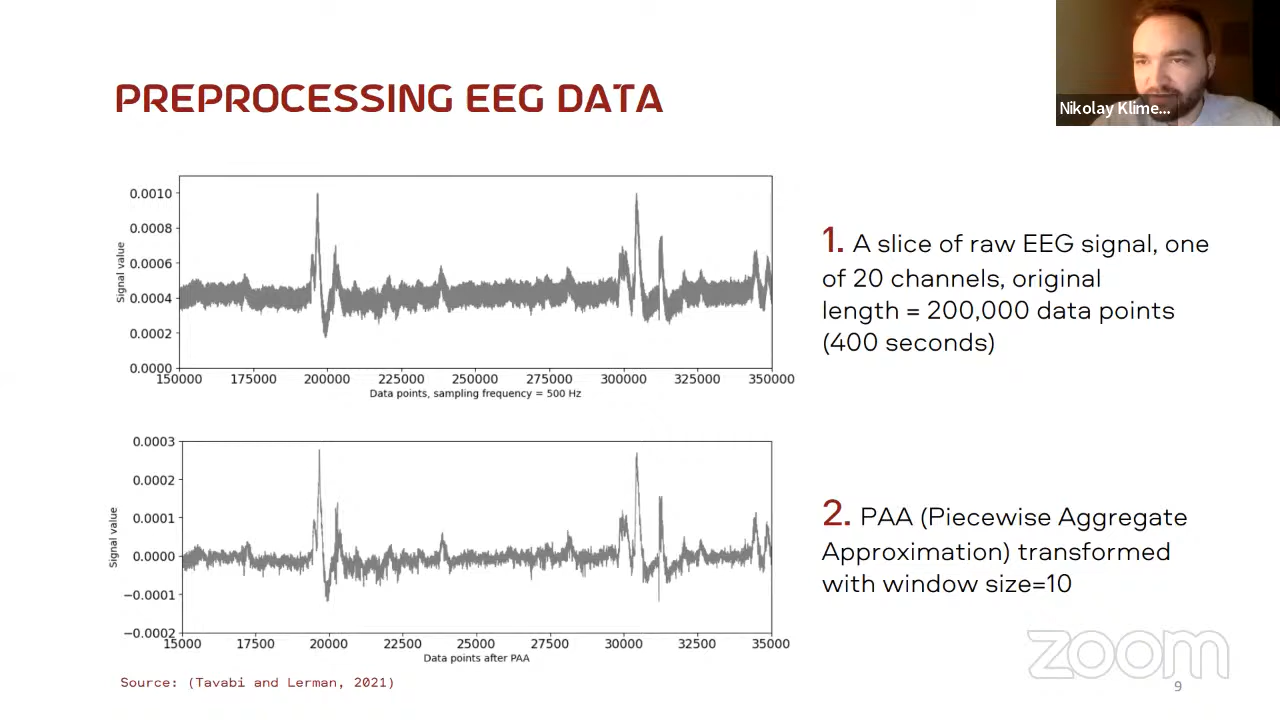 Nikolay Klime...
PREPROCESSING EEG DATA
0.0010
0.0008
0.0006
0.0004
0.0002
0.0000
Signal value
150000 175000 200000 225000 250000 275000 300000 325000 350000
Data points, sampling frequency = 500 Hz
1. A slice of raw EEG signal, one
of 20 channels, original
length = 200,000 data points
(400 seconds)
0.0003
0.0002
0.0001
0.0000
−0.0001
−0.0002
Signal value
15000 17500 20000 22500 25000 27500 30000 32500 35000
Data points after PAA
2. PAA (Piecewise Aggregate
Approximation) transformed
with window size=10
Source: (Tavabi and Lerman, 2021)
zoom
9